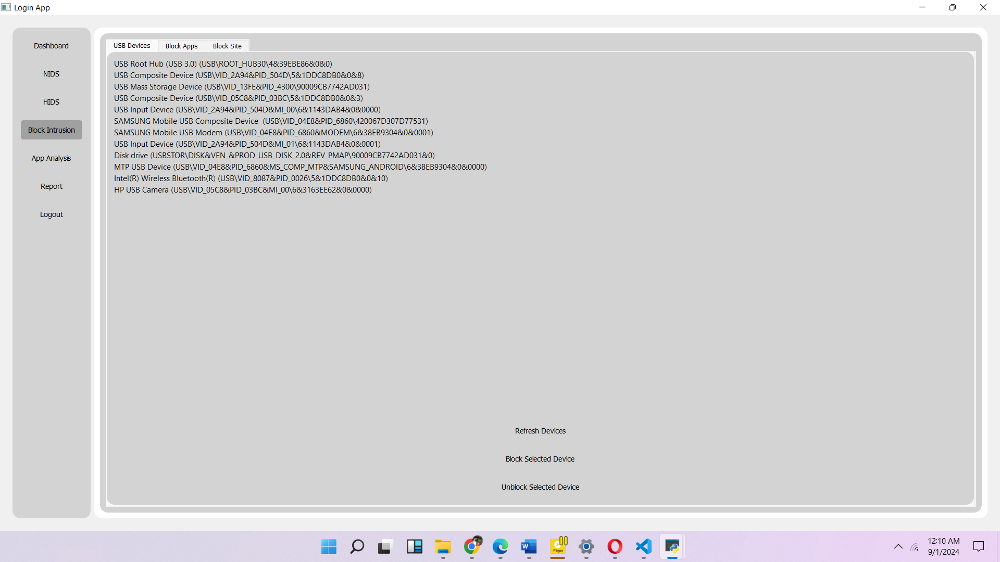 Login App
Dashboard
NIDS
HIDS
Block Intrusion
App Analysis
Report
Logout
USB Devices
Block Apps
Block Site
USB Root Hub (USB 3.0) (USB\ROOT_HUB30\4&39EBE86&0&0)
USB Composite Device (USB\VID_2A94&PID_504D\5&1DDC8DB0&0&8)
USB Mass Storage Device (USB\VID_13FE&PID_4300\90009CB7742AD031)
USB Composite Device (USB\VID_05C8&PID_03BC\5&1DDC8DB0&0&3)
USB Input Device (USB\VID_2A94&PID_504D&MI_00\6&1143DAB4&0&0000)
SAMSUNG Mobile USB Composite Device  (USB\VID_04E8&PID_6860\420067D307D77531)
SAMSUNG Mobile USB Modem (USB\VID_04E8&PID_6860&MODEM\6&38EB9304&0&0001)
USB Input Device (USB\VID_2A94&PID_504D&MI_01\6&1143DAB4&0&0001)
Disk drive (USBSTOR\DISK&VEN_&PROD_USB_DISK_2.0&REV_PMAP\90009CB7742AD031&0)
MTP USB Device (USB\VID_04E8&PID_6860&MS_COMP_MTP&SAMSUNG_ANDROID\6&38EB9304&0&0000)
Intel(R) Wireless Bluetooth(R) (USB\VID_8087&PID_0026\5&1DDC8DB0&0&10)
HP USB Camera (USB\VID_05C8&PID_03BC&MI_00\6&3163EE62&0&0000)
Refresh Devices
Block Selected Device
Unblock Selected Device
W
Player
12:10 AM
9/1/2024